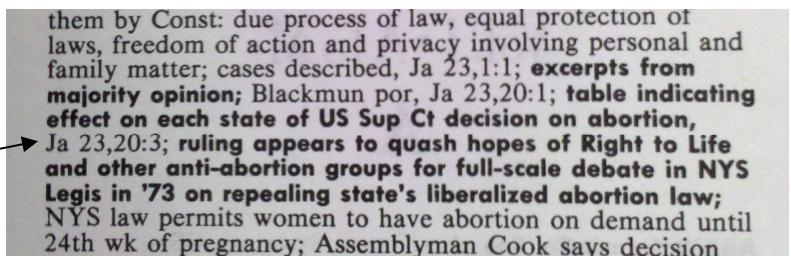 them by Const: due process of law, equal protection of
laws, freedom of action and privacy involving personal and
family matter; cases described, Ja 23,1:1; excerpts from
majority opinion; Blackmun por, Ja 23,20:1; table indicating
effect on each state of US Sup Ct decision on abortion,
Ja 23,20:3; ruling appears to quash hopes of Right to Life
and other anti-abortion groups for full-scale debate in NYS
Legis in '73 on repealing state's liberalized abortion law;
NYS law permits women to have abortion on demand until
24th wk of pregnancy; Assemblyman Cook says decision